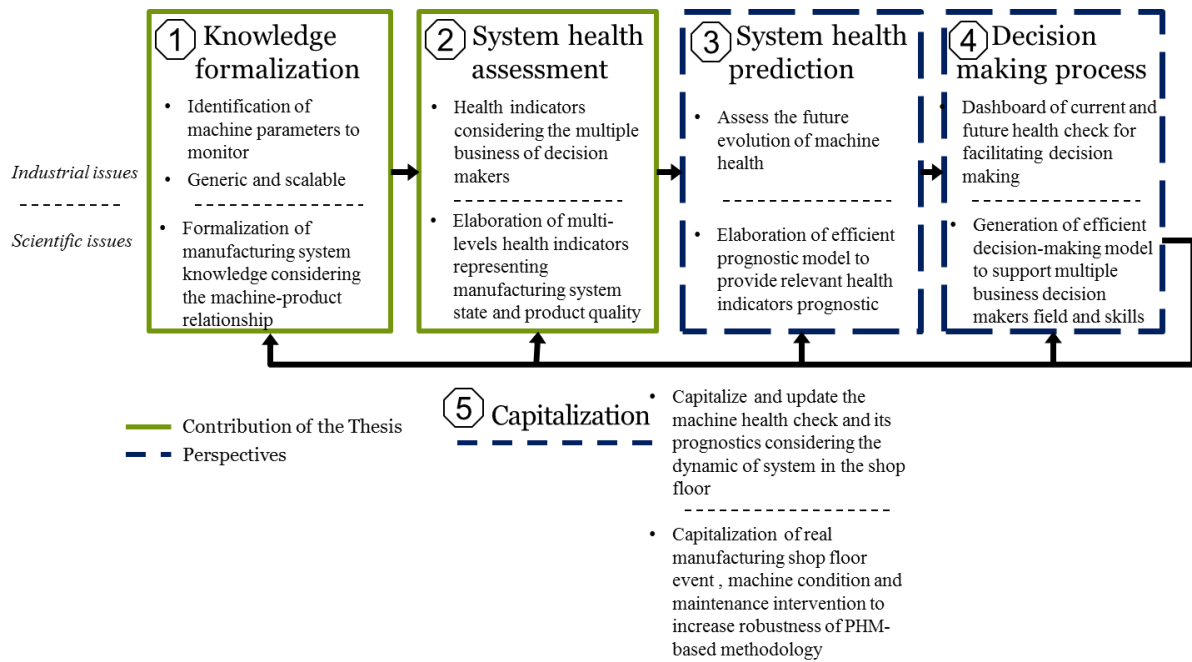 1 Knowledge
formalization
• Identification of
machine parameters to
monitor
• Generic and scalable
• Formalization of
manufacturing system
knowledge considering
the machine-product
relationship
2 System health
assessment
• Health indicators
considering the multiple
business of decision
makers
• Elaboration of multi-
levels health indicators
representing
manufacturing system
state and product quality
3 System health
prediction
• Assess the future
evolution of machine
health
• Elaboration of efficient
prognostic model to
provide relevant health
indicators prognostic
4 Decision
making process
• Dashboard of current and
future health check for
facilitating decision
making
• Generation of efficient
decision-making model
to support multiple
business decision
makers field and skills
Industrial issues
Scientific issues
5 Capitalization
• Capitalize and update the
machine health check and its
prognostics considering the
dynamic of system in the shop
floor
• Capitalization of real
manufacturing shop floor
event , machine condition and
maintenance intervention to
increase robustness of PHM-
based methodology
Contribution of the Thesis
Perspectives